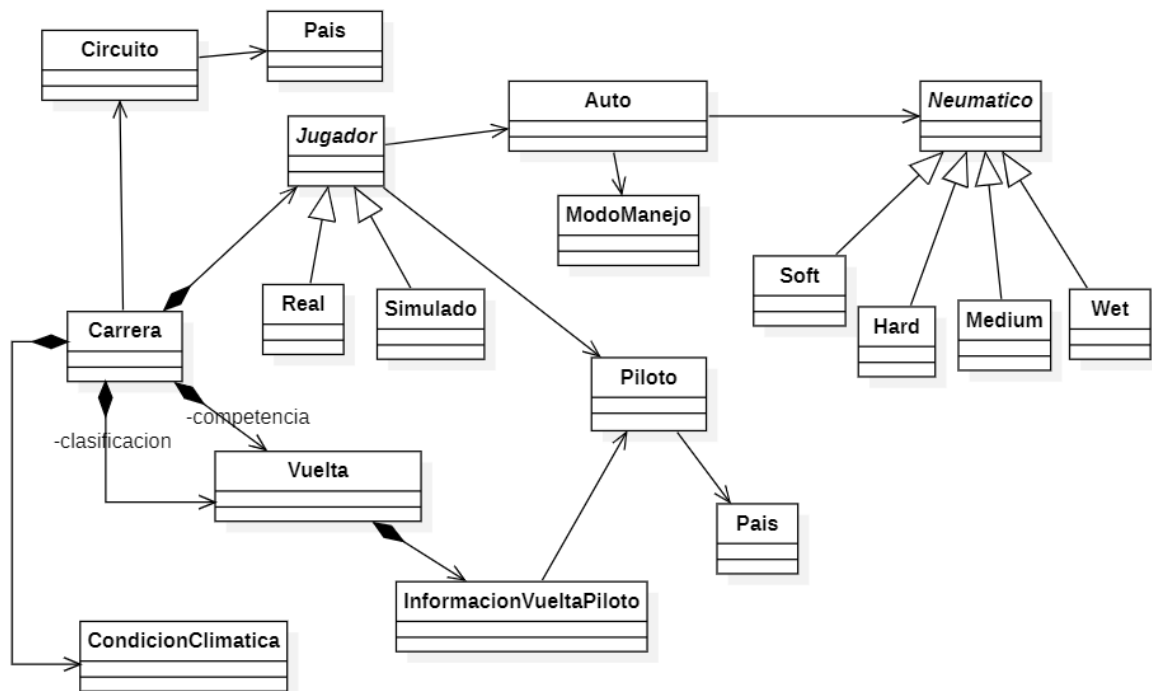 Circuito
Pais
Auto
Neumatico
Jugador
ModoManejo
Real
Simulado
Soft
Hard
Medium
Wet
Carrera
Piloto
-competencia
-clasificacion
Vuelta
Pais
InformacionVueltaPiloto
CondicionClimatica